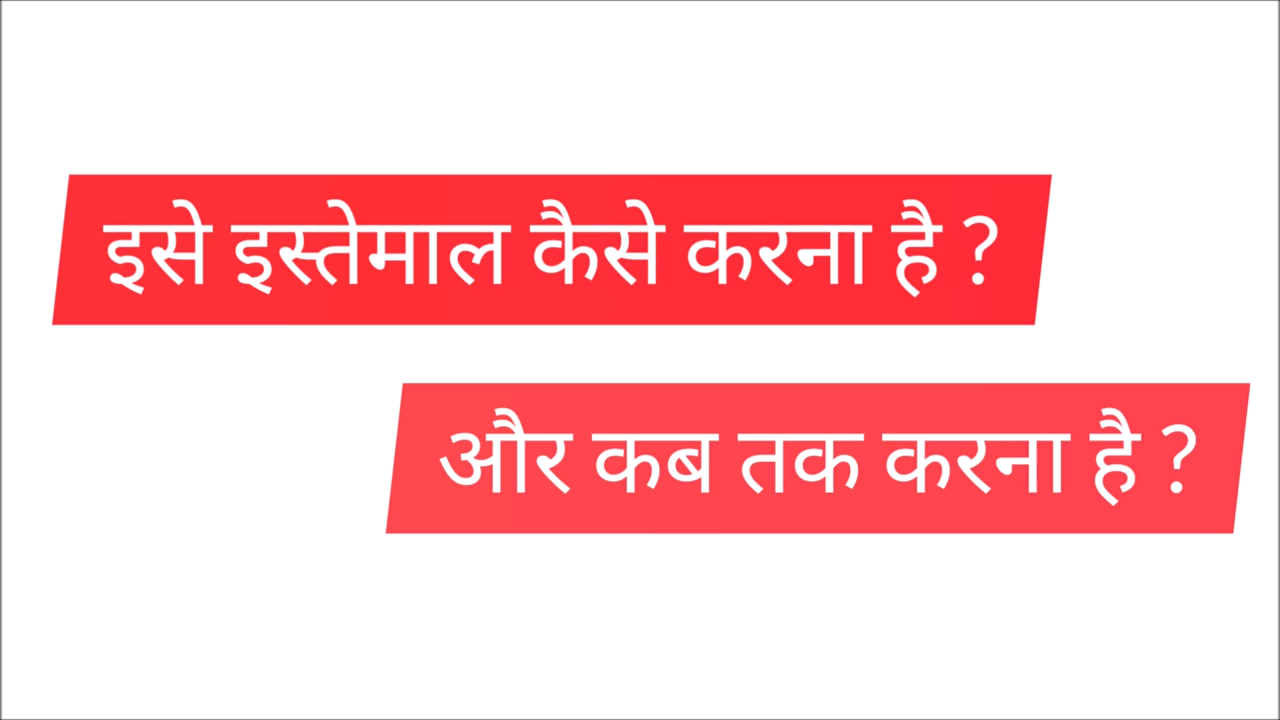 इसे इस्तेमाल कैसे करना है ?
और कब तक करना है ?